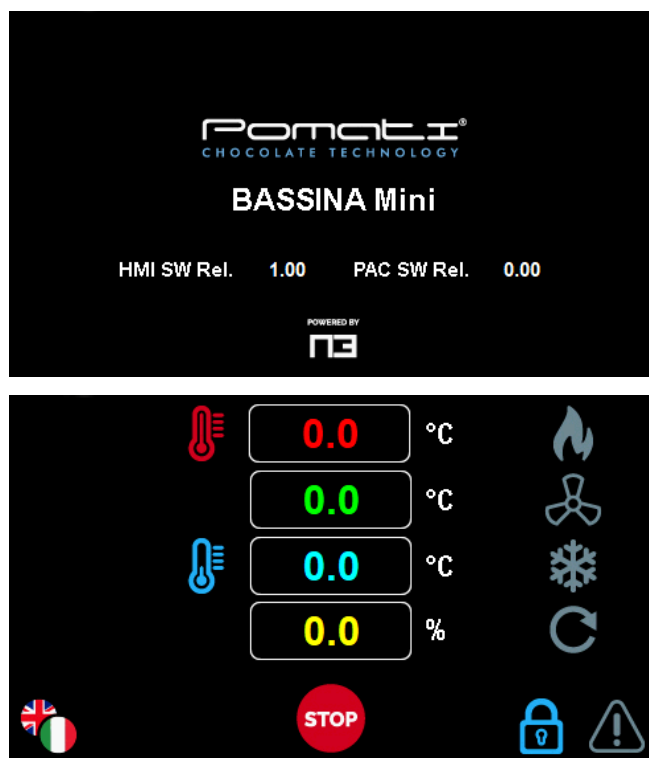 Pomati®
CHOCOLATE TECHNOLOGY
BASSINA Mini
HMI SW Rel. 1.00 PAC SW Rel. 0.00
POWERED BY
n3
0.0 °C
0.0 °C
0.0 °C
0.0 %
STOP